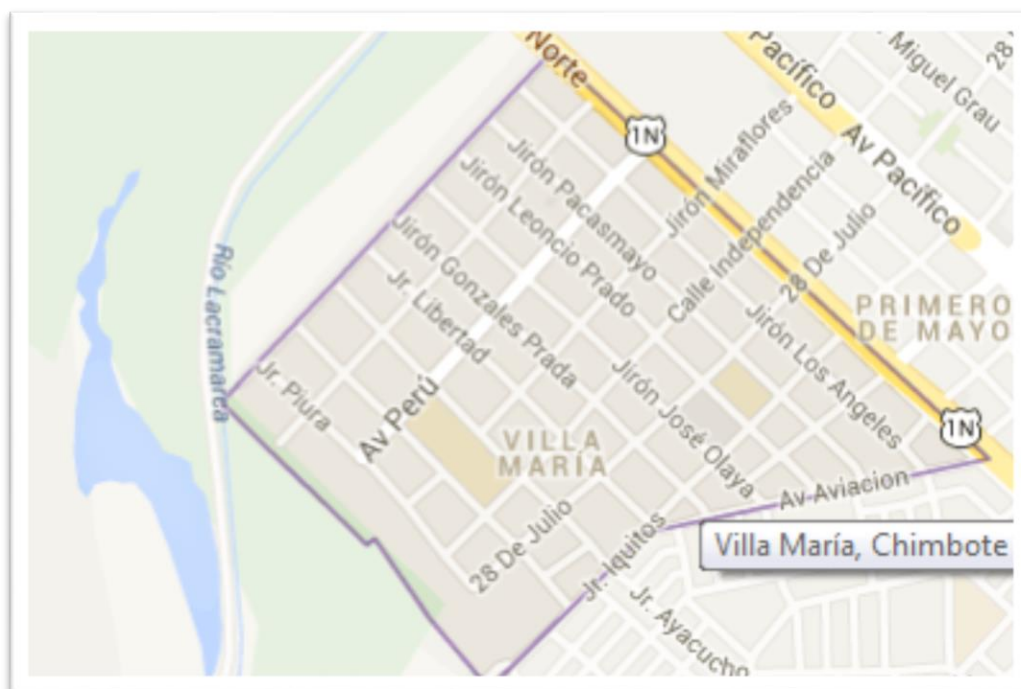 Norte
Pacífico
Miguel Grau
28
1N
Jirón Miraflores
Av Pacífico
Jirón Pacasmayo
Jirón Leoncio Prado
Calle Independencia
28 De Julio
Río Lacramarca
Jirón Gonzales Prada
Jr. Libertad
PRIMERO
DE MAYO
Jirón Los Angeles
Jr. Piura
Av Perú
Jirón José Olaya
1N
VILLA
MARÍA
Av Aviacion
28 De Julio
Jr. Iquitos
Villa María, Chimbote
Jr. Ayacucho